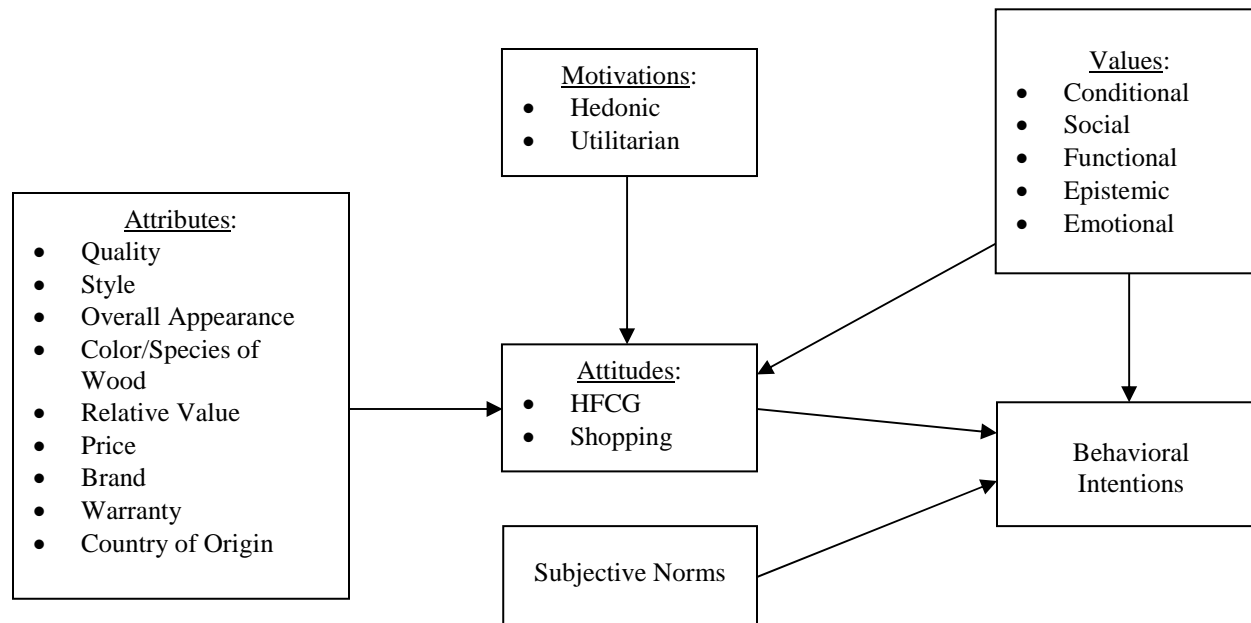 Motivations:
• Hedonic
• Utilitarian
Values:
• Conditional
• Social
• Functional
• Epistemic
• Emotional
Attributes:
• Quality
• Style
• Overall Appearance
• Color/Species of
Wood
• Relative Value
• Price
• Brand
• Warranty
• Country of Origin
Attitudes:
• HFCG
• Shopping
Behavioral
Intentions
Subjective Norms